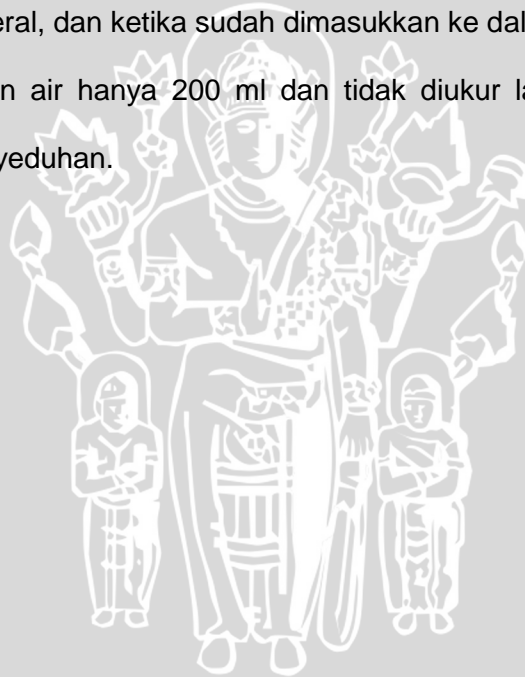 eral, dan ketika sudah dimasukkan ke dal
n air hanya 200 ml dan tidak diukur la
yeduhan.